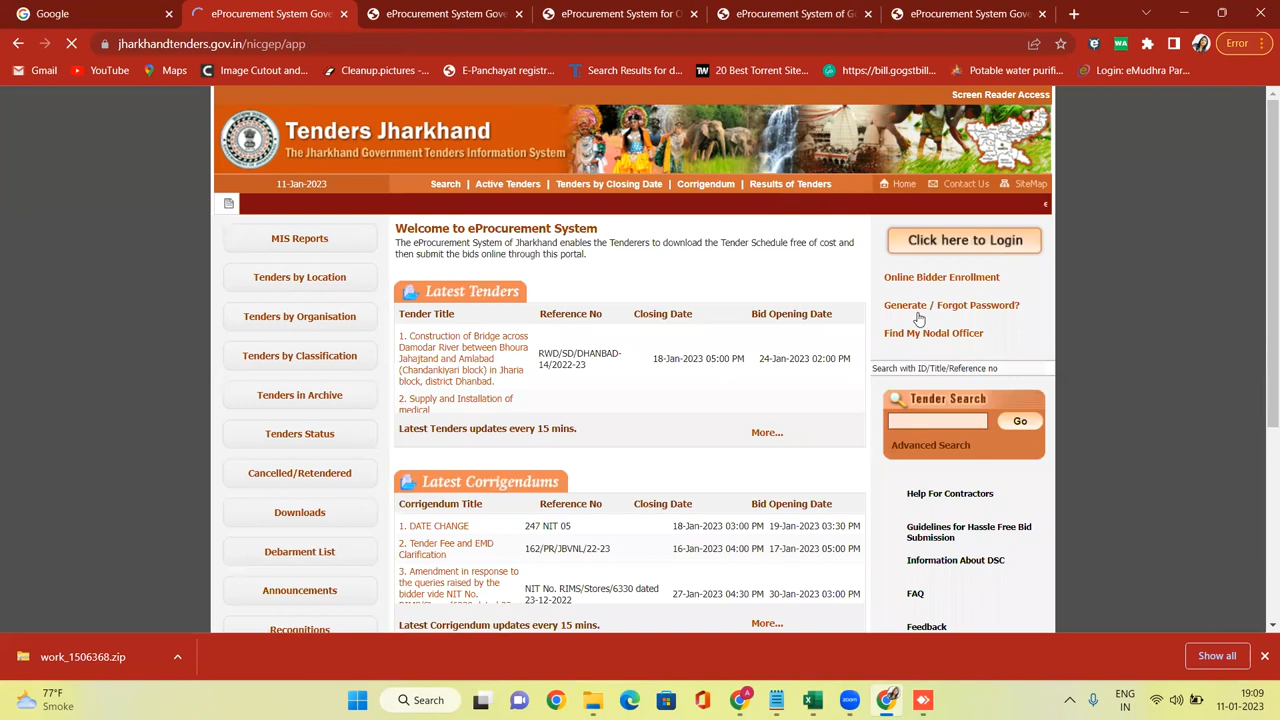 Google
eProcurement System Gove
eProcurement System Gove
eProcurement System for O
eProcurement System of G
eProcurement System Gove
jharkhandtenders.gov.in/nicgep/app
Error
Gmail
YouTube
Maps
Image Cutout and...
Cleanup.pictures -...
E-Panchayat registr...
Search Results for d...
20 Best Torrent Site...
https://bill.gogstbill...
Potable water purifi...
Login: eMudhra Par...
Screen Reader Access
Tenders Jharkhand
The Jharkhand Government Tenders Information System
11-Jan-2023
Search | Active Tenders | Tenders by Closing Date | Corrigendum | Results of Tenders
Home
Contact Us
SiteMap
e
MIS Reports
Tenders by Location
Tenders by Organisation
Tenders by Classification
Tenders in Archive
Tenders Status
Cancelled/Retendered
Downloads
Debarment List
Announcements
Recognitions
Welcome to eProcurement System
The eProcurement System of Jharkhand enables the Tenderers to download the Tender Schedule free of cost and
then submit the bids online through this portal.
Latest Tenders
Tender Title Reference No Closing Date Bid Opening Date
1. Construction of Bridge across
Damodar River between Bhoura
Jahajtand and Amlabad
(Chandankiyari block) in Jharia
block, district Dhanbad.
RWD/SD/DHANBAD-
14/2022-23
18-Jan-2023 05:00 PM 24-Jan-2023 02:00 PM
2. Supply and Installation of
medical
Latest Tenders updates every 15 mins.
More...
Latest Corrigendums
Corrigendum Title Reference No Closing Date Bid Opening Date
1. DATE CHANGE 247 NIT 05 18-Jan-2023 03:00 PM 19-Jan-2023 03:30 PM
2. Tender Fee and EMD
Clarification
162/PR/JBVNL/22-23 16-Jan-2023 04:00 PM 17-Jan-2023 05:00 PM
3. Amendment in response to
the queries raised by the
bidder vide NIT No.
RIMS/Stores/6330 dated 23
NIT No. RIMS/Stores/6330 dated
23-12-2022
27-Jan-2023 04:30 PM 30-Jan-2023 03:00 PM
Latest Corrigendum updates every 15 mins.
More...
Click here to Login
Online Bidder Enrollment
Generate / Forgot Password?
Find My Nodal Officer
Search with ID/Title/Reference no
Tender Search
Go
Advanced Search
Help For Contractors
Guidelines for Hassle Free Bid
Submission
Information About DSC
FAQ
Feedback
work_1506368.zip
Show all
77°F
Smoke
Search
ENG
IN
19:09
11-01-2023